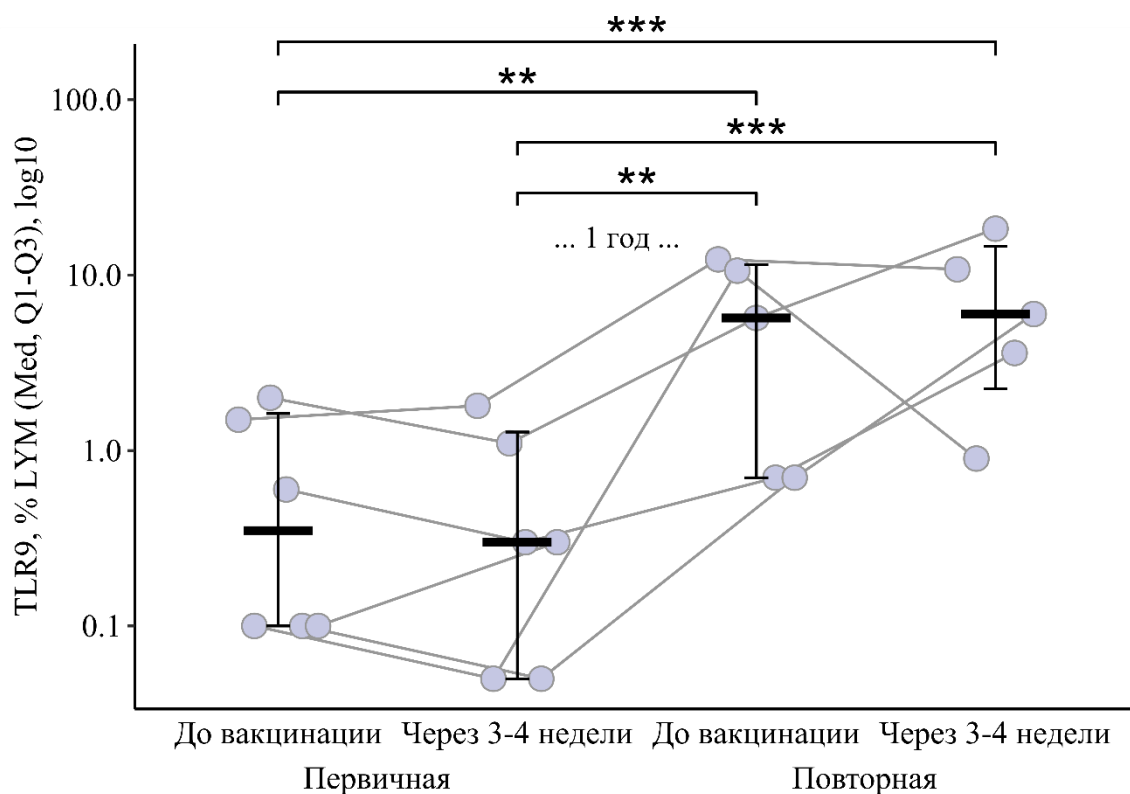 ***
**
***
**
... 1 год ...
TLR9, % LYM (Med, Q1-Q3), log10
100.0
10.0
1.0
0.1
До вакцинации Через 3-4 недели До вакцинации Через 3-4 недели
Первичная Повторная